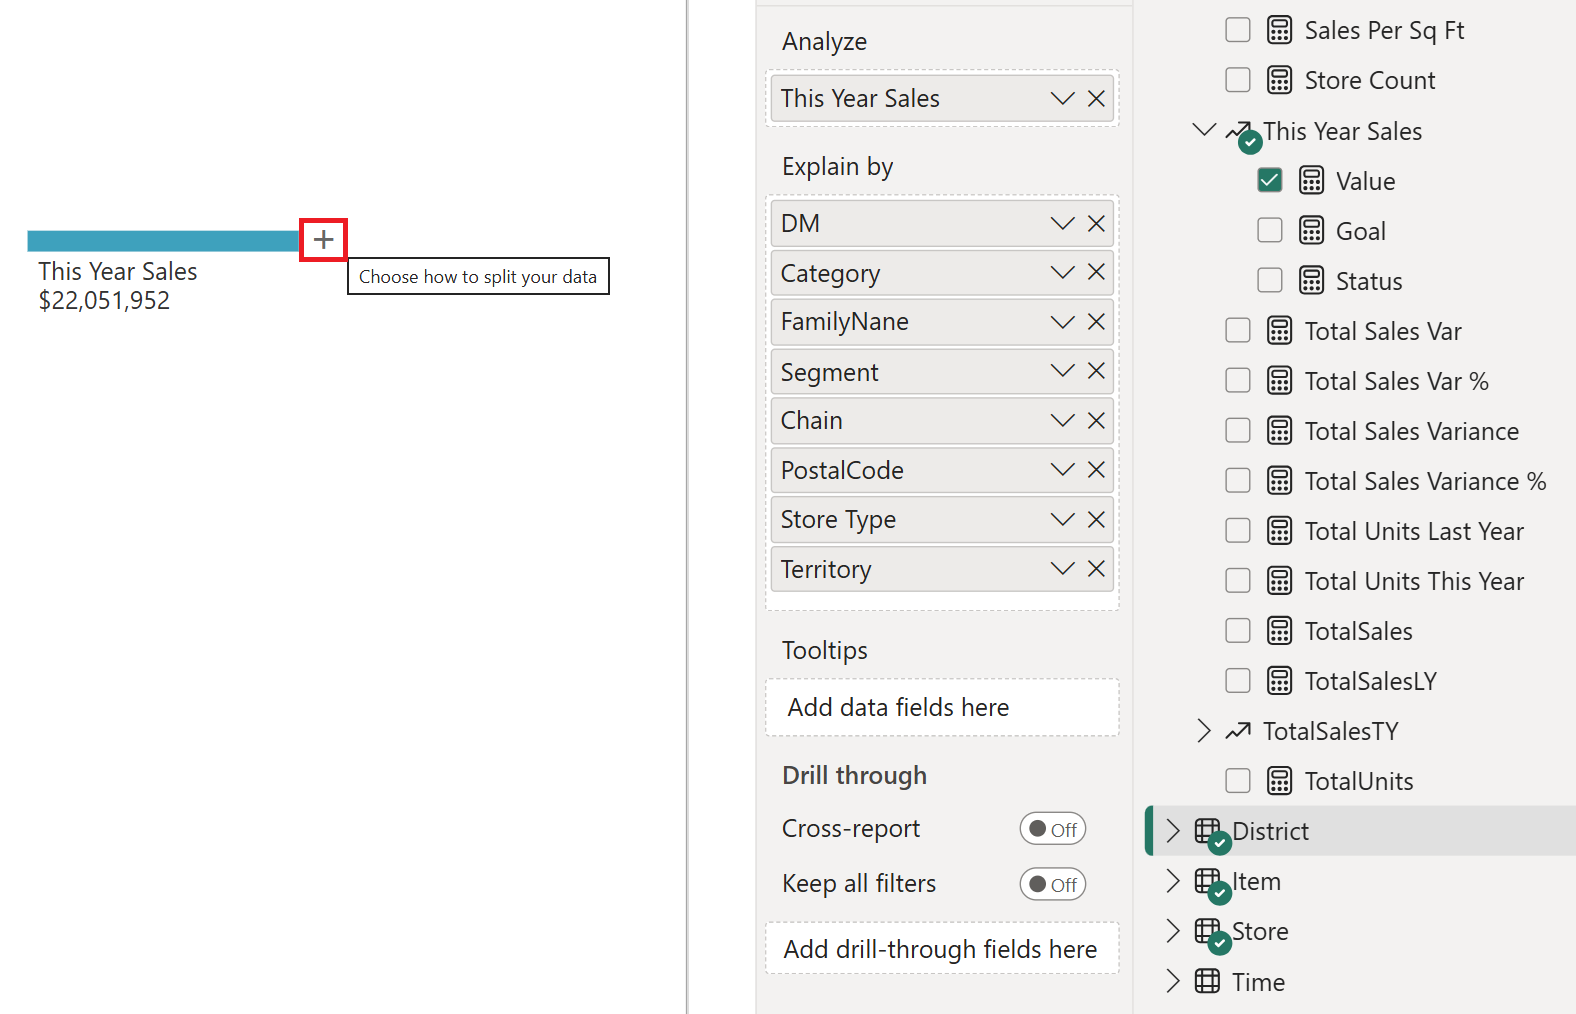 This Year Sales
$22,051,952
Choose how to split your data
Analyze
This Year Sales
Explain by
DM
Category
FamilyNane
Segment
Chain
PostalCode
Store Type
Territory
Tooltips
Add data fields here
Drill through
Cross-report
Off
Keep all filters
Off
Add drill-through fields here
Sales Per Sq Ft
Store Count
This Year Sales
Value
Goal
Status
Total Sales Var
Total Sales Var %
Total Sales Variance
Total Sales Variance %
Total Units Last Year
Total Units This Year
TotalSales
TotalSalesLY
TotalSalesTY
TotalUnits
District
Item
Store
Time